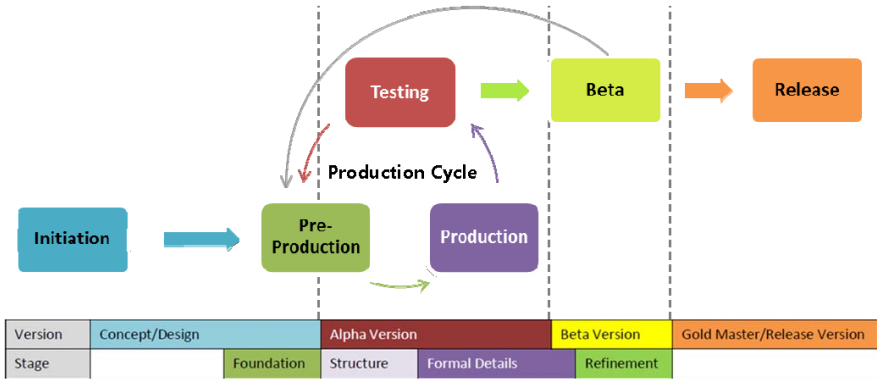 Testing
Beta
Release
Production Cycle
Initiation
Pre-
Production
Production
Version
Concept/Design
Alpha Version
Beta Version
Gold Master/Release Version
Stage
Foundation
Structure
Formal Details
Refinement